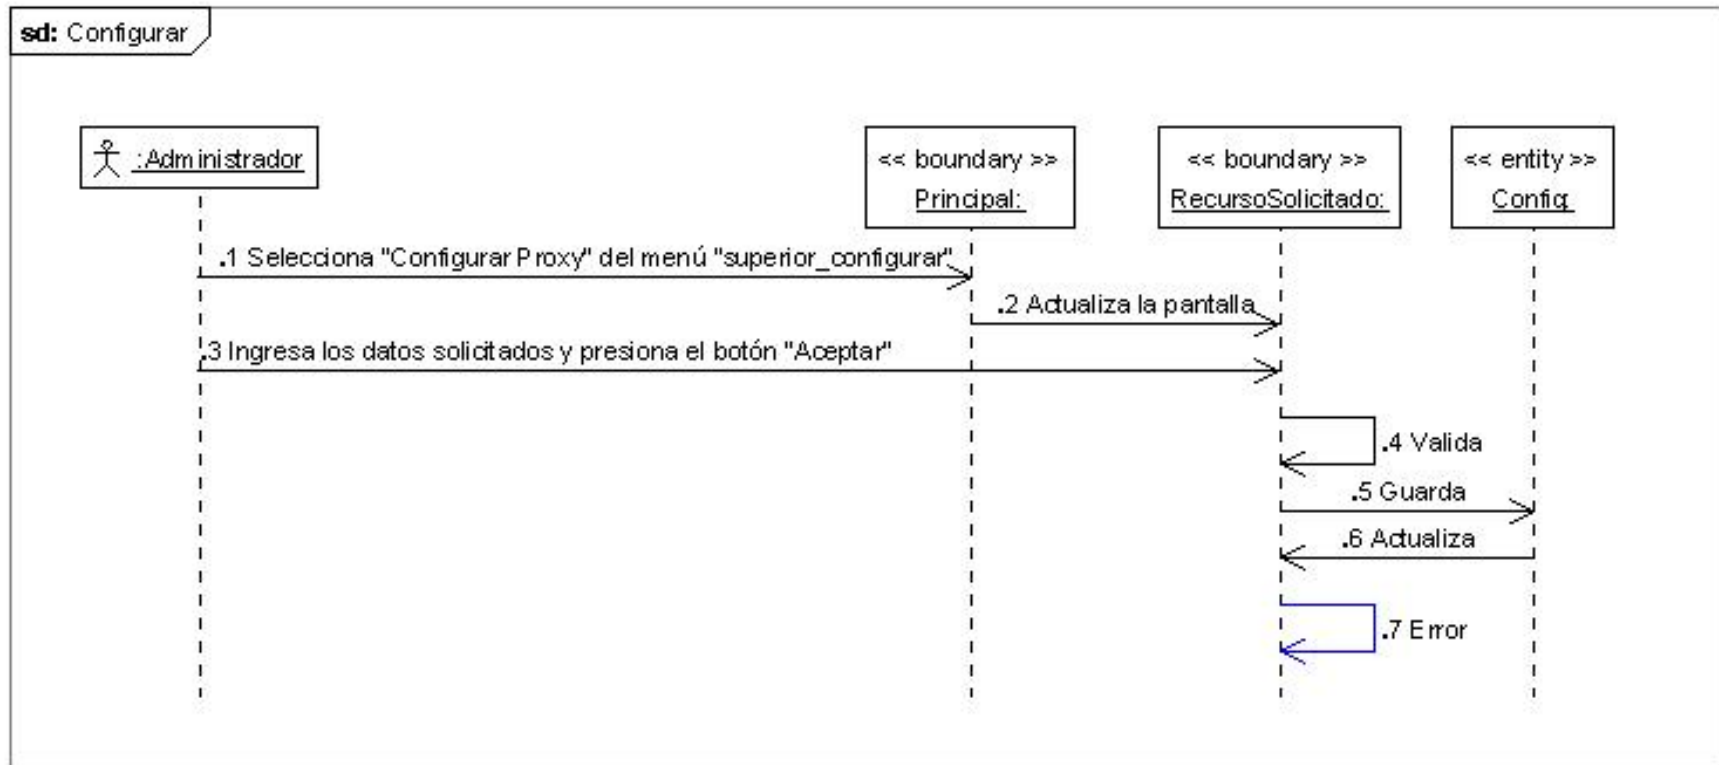 sd: Configurar
:Administrador
<< boundary >>
Principal:
<< boundary >>
RecursoSolicitado:
<< entity >>
Config:
.1 Selecciona "Configurar Proxy" del menú "superior_configurar"
.2 Actualiza la pantalla
.3 Ingresa los datos solicitados y presiona el botón "Aceptar"
.4 Valida
.5 Guarda
.6 Actualiza
.7 Error